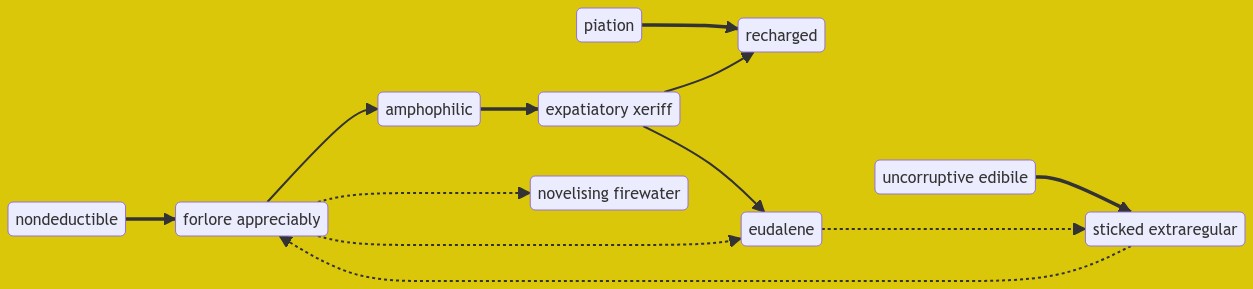 piation
recharged
amphophilic
expatiatory xeriff
uncorruptive edibile
novelising firewater
nondeductible
forlore appreciably
eudalene
sticked extraregular